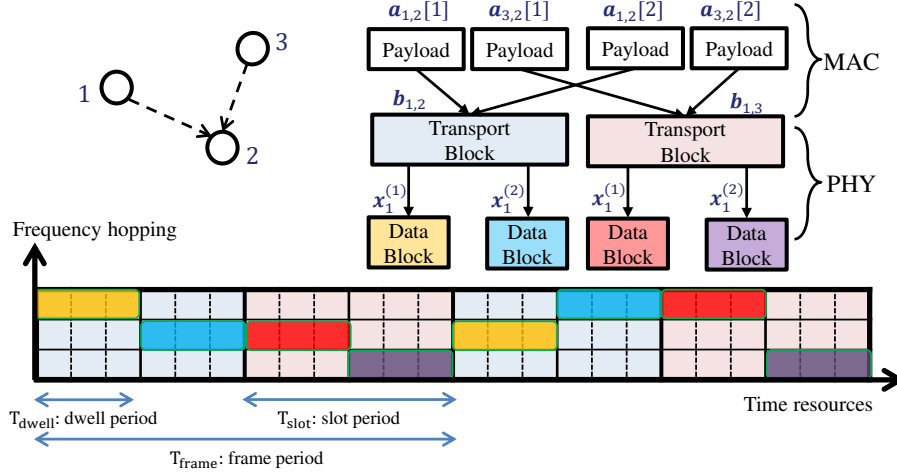 a1,2[1] a3,2[1] a1,2[2] a3,2[2]
Payload Payload Payload Payload
MAC
3
1
2
b1,2 b1,3
Transport
Block
Transport
Block
PHY
x1(1) x1(2) x1(1) x1(2)
Data
Block
Data
Block
Data
Block
Data
Block
Frequency hopping
Tdwell: dwell period
Tslot: slot period
Time resources
Tframe: frame period